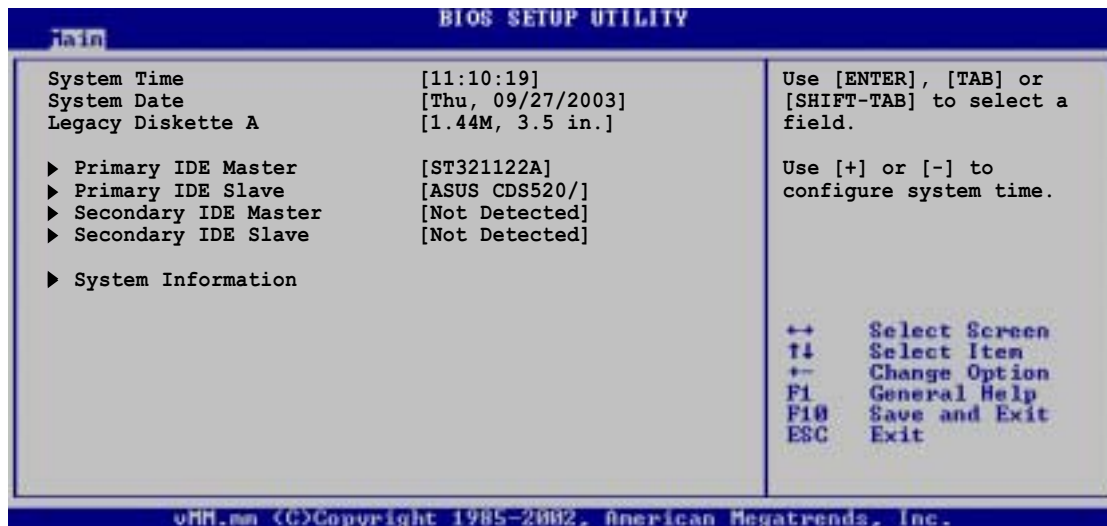 BIOS SETUP UTILITY
Main
System Time [11:10:19]
System Date [Thu, 09/27/2003]
Legacy Diskette A [1.44M, 3.5 in.]
▶ Primary IDE Master [ST321122A]
▶ Primary IDE Slave [ASUS CDS520/]
▶ Secondary IDE Master [Not Detected]
▶ Secondary IDE Slave [Not Detected]
▶ System Information
Use [ENTER], [TAB] or
[SHIFT-TAB] to select a
field.
Use [+] or [-] to
configure system time.
←→ Select Screen
↑↓ Select Item
+- Change Option
F1 General Help
F10 Save and Exit
ESC Exit
vMM.mm (C)Copyright 1985-2002, American Megatrends, Inc.